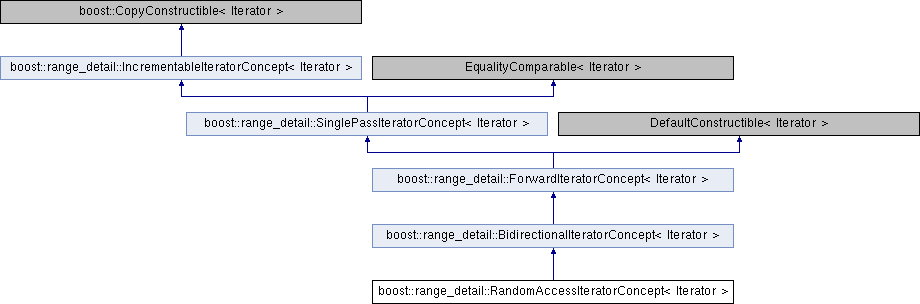 boost::CopyConstructible< Iterator >
boost::range_detail::IncrementableIteratorConcept< Iterator >
EqualityComparable< Iterator >
boost::range_detail::SinglePassIteratorConcept< Iterator >
DefaultConstructible< Iterator >
boost::range_detail::ForwardIteratorConcept< Iterator >
boost::range_detail::BidirectionalIteratorConcept< Iterator >
boost::range_detail::RandomAccessIteratorConcept< Iterator >